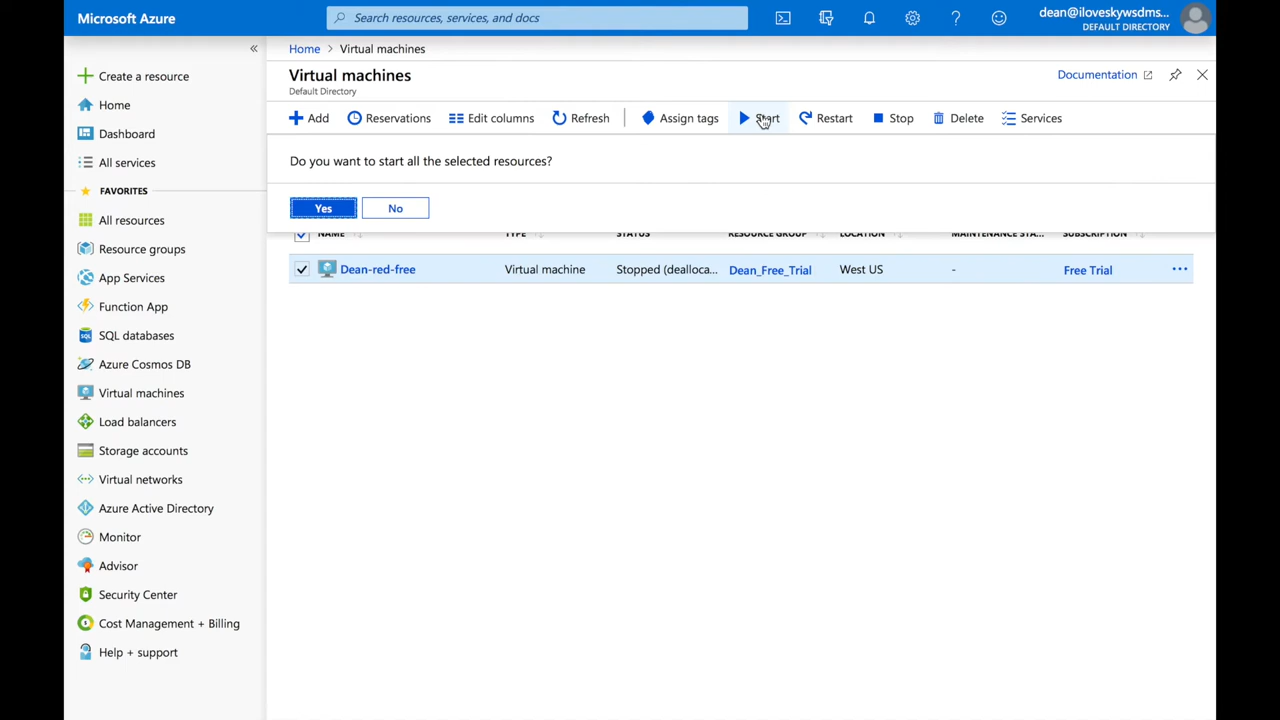 Microsoft Azure
Search resources, services, and docs
dean@iloveskywsdms...
DEFAULT DIRECTORY
«
Home > Virtual machines
Virtual machines
Default Directory
Documentation
Create a resource
Home
Dashboard
All services
FAVORITES
All resources
Resource groups
App Services
Function App
SQL databases
Azure Cosmos DB
Virtual machines
Load balancers
Storage accounts
Virtual networks
Azure Active Directory
Monitor
Advisor
Security Center
Cost Management + Billing
Help + support
Add Reservations Edit columns Refresh Assign tags Start Restart Stop Delete Services
Do you want to start all the selected resources?
Yes No
NAME TYPE STATUS RESOURCE GROUP LOCATION MAINTENANCE STA... SUBSCRIPTION
Dean-red-free Virtual machine Stopped (dealloca... Dean_Free_Trial West US - Free Trial ...